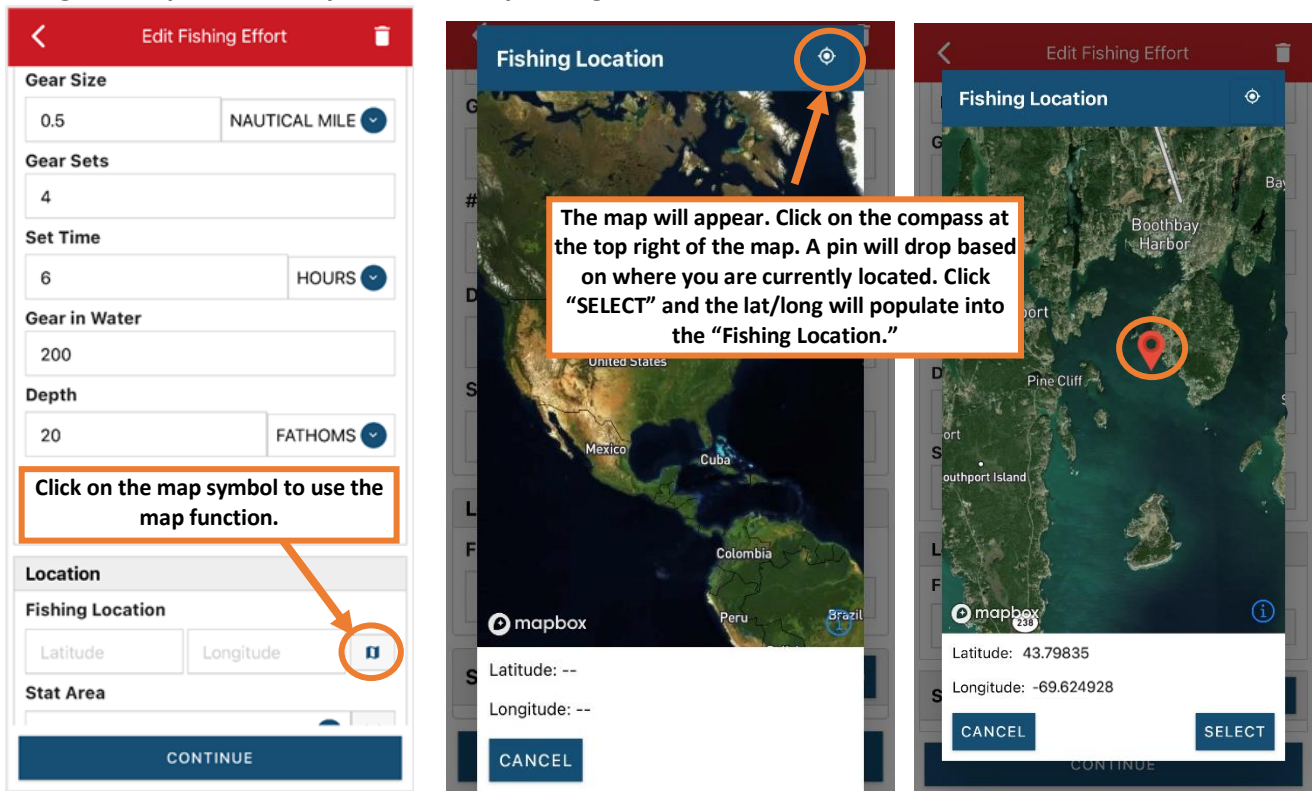 Edit Fishing Effort
Gear Size
0.5
NAUTICAL MILE
Gear Sets
4
Set Time
6
HOURS
Gear in Water
200
Depth
20
FATHOMS
Click on the map symbol to use the
map function.
Location
Fishing Location
Latitude
Longitude
Stat Area
CONTINUE
Fishing Location
G
#
The map will appear. Click on the compass at
the top right of the map. A pin will drop based
on where you are currently located. Click
“SELECT” and the lat/long will populate into
the “Fishing Location.”
D
United States
S
Mexico
Cuba
L
F
Colombia
Peru
Brazil
mapbox
S
Latitude: --
Longitude: --
CANCEL
Edit Fishing Effort
Fishing Location
G
Bay
Boothbay
Harbor
port
D
Pine Cliff
ort
S
outhport Island
L
F
mapbox
238
Latitude: 43.79835
S
Longitude: -69.624928
CANCEL
SELECT
CONTINUE